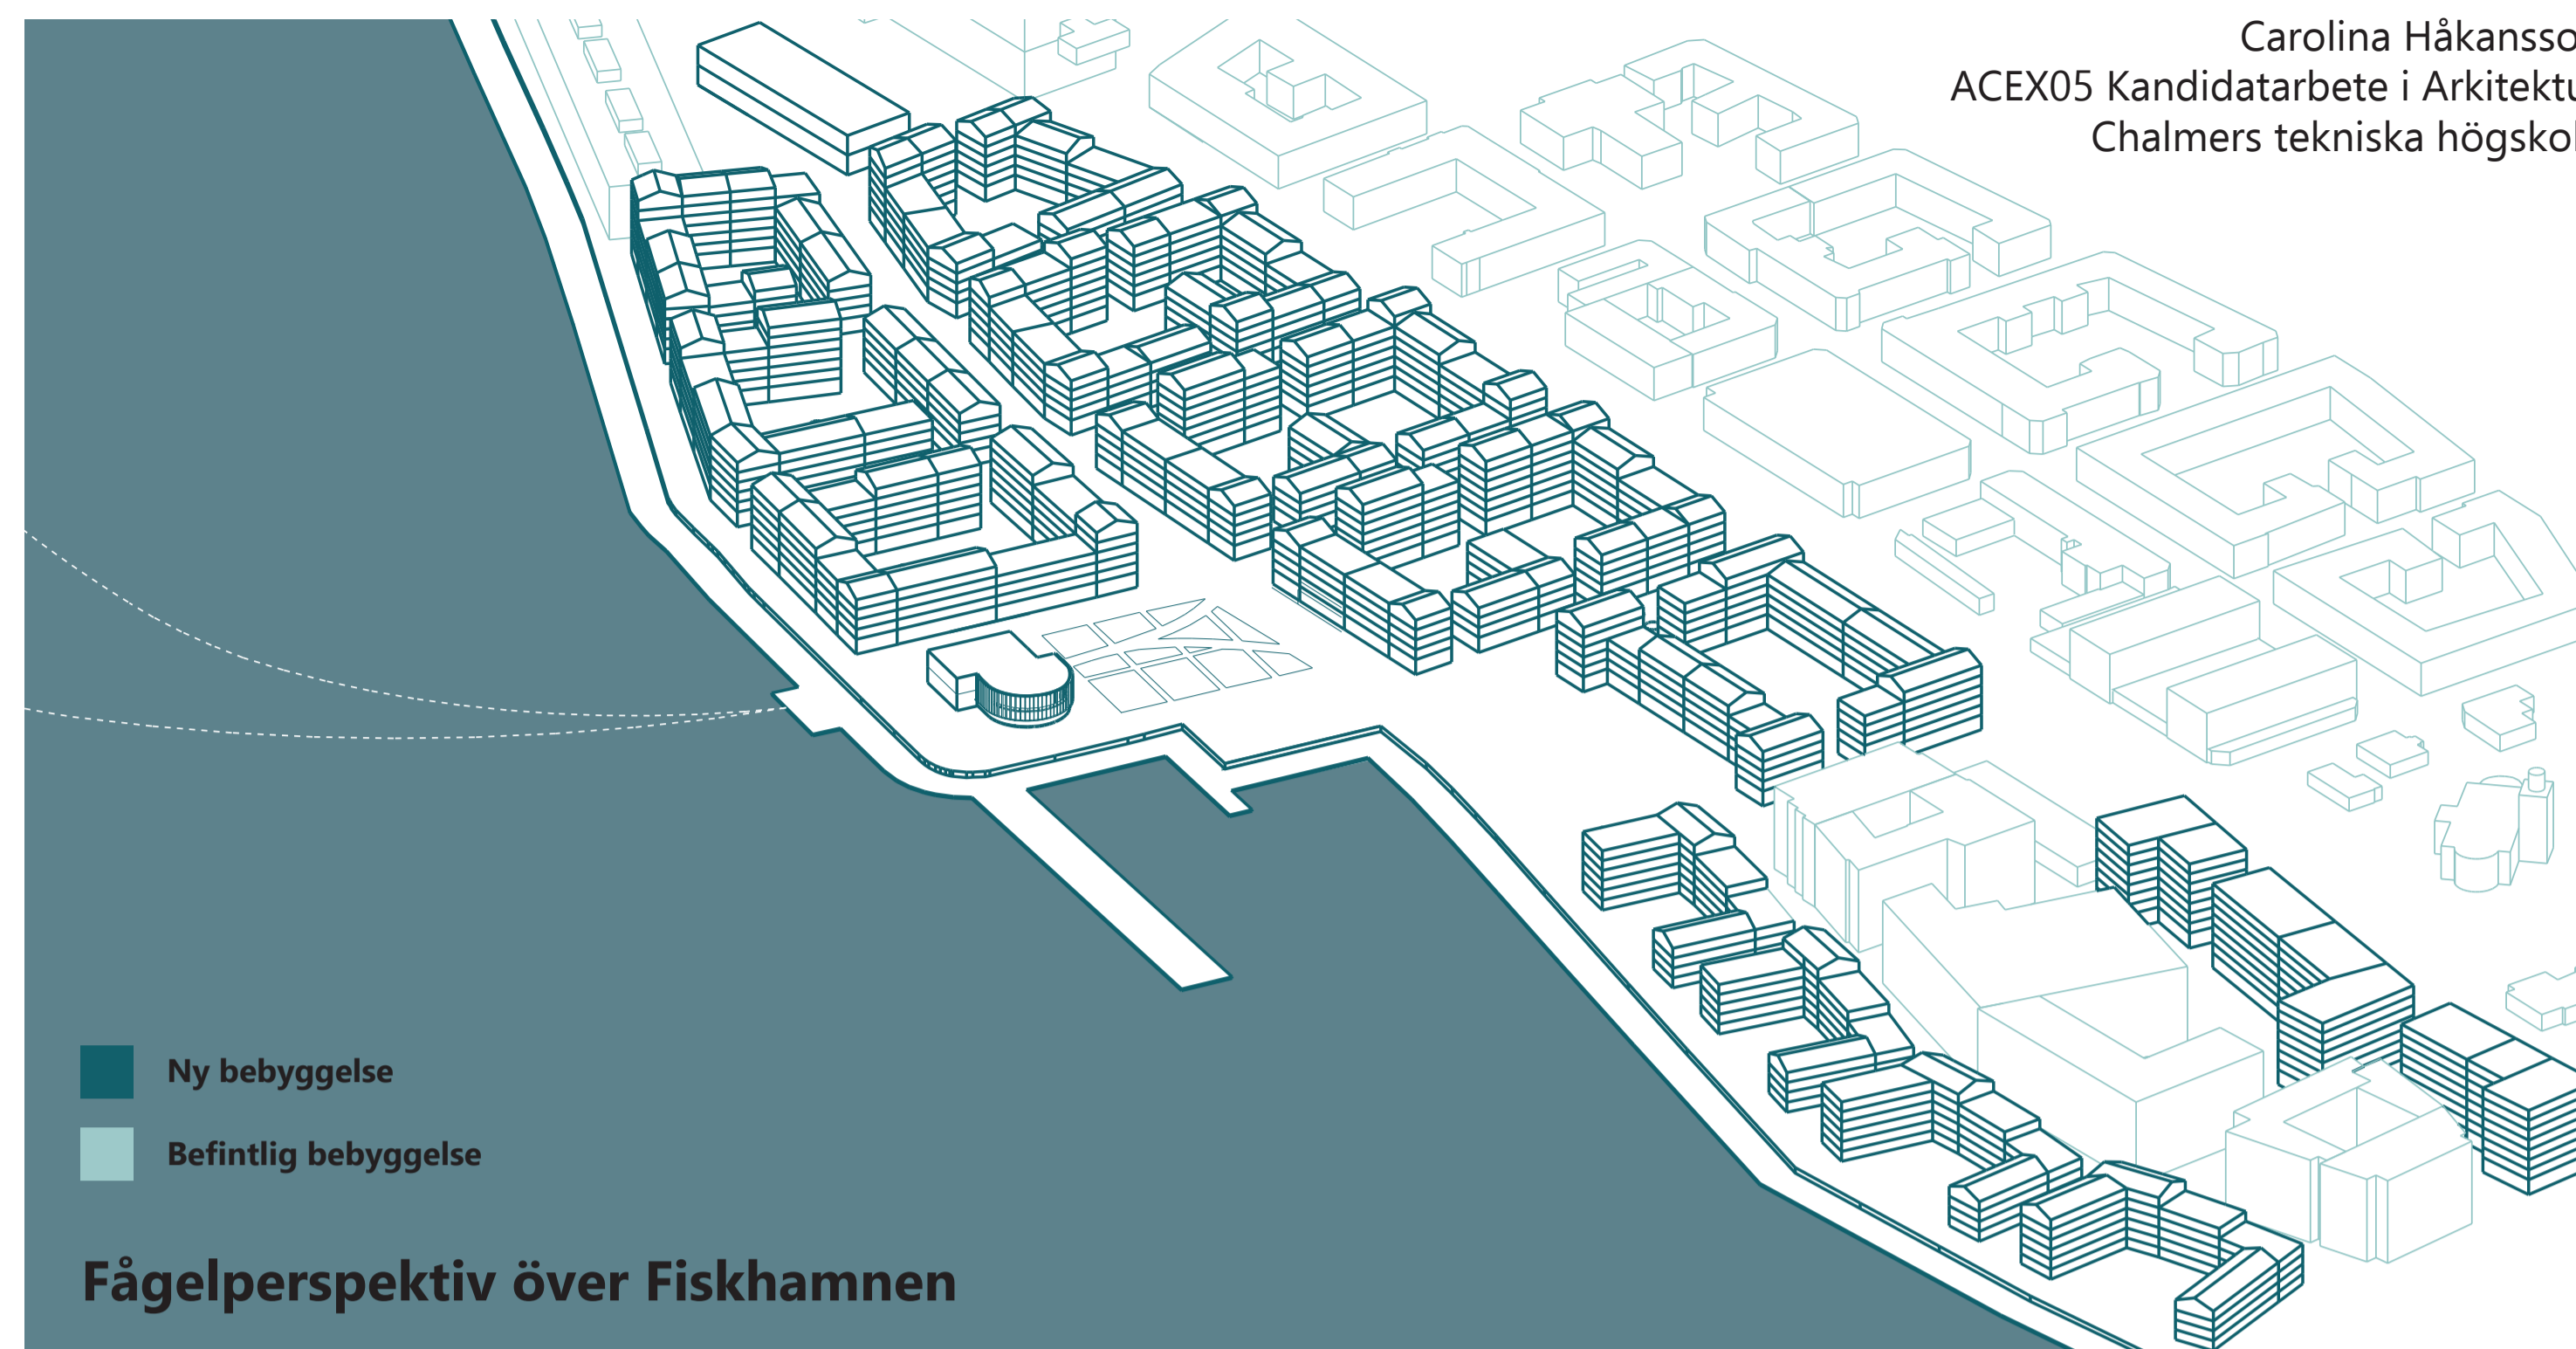 Carolina Håkansso
ACEX05 Kandidatarbete i Arkitektu
Chalmers tekniska högskol
Ny bebyggelse
Befintlig bebyggelse
Fågelperspektiv över Fiskhamnen